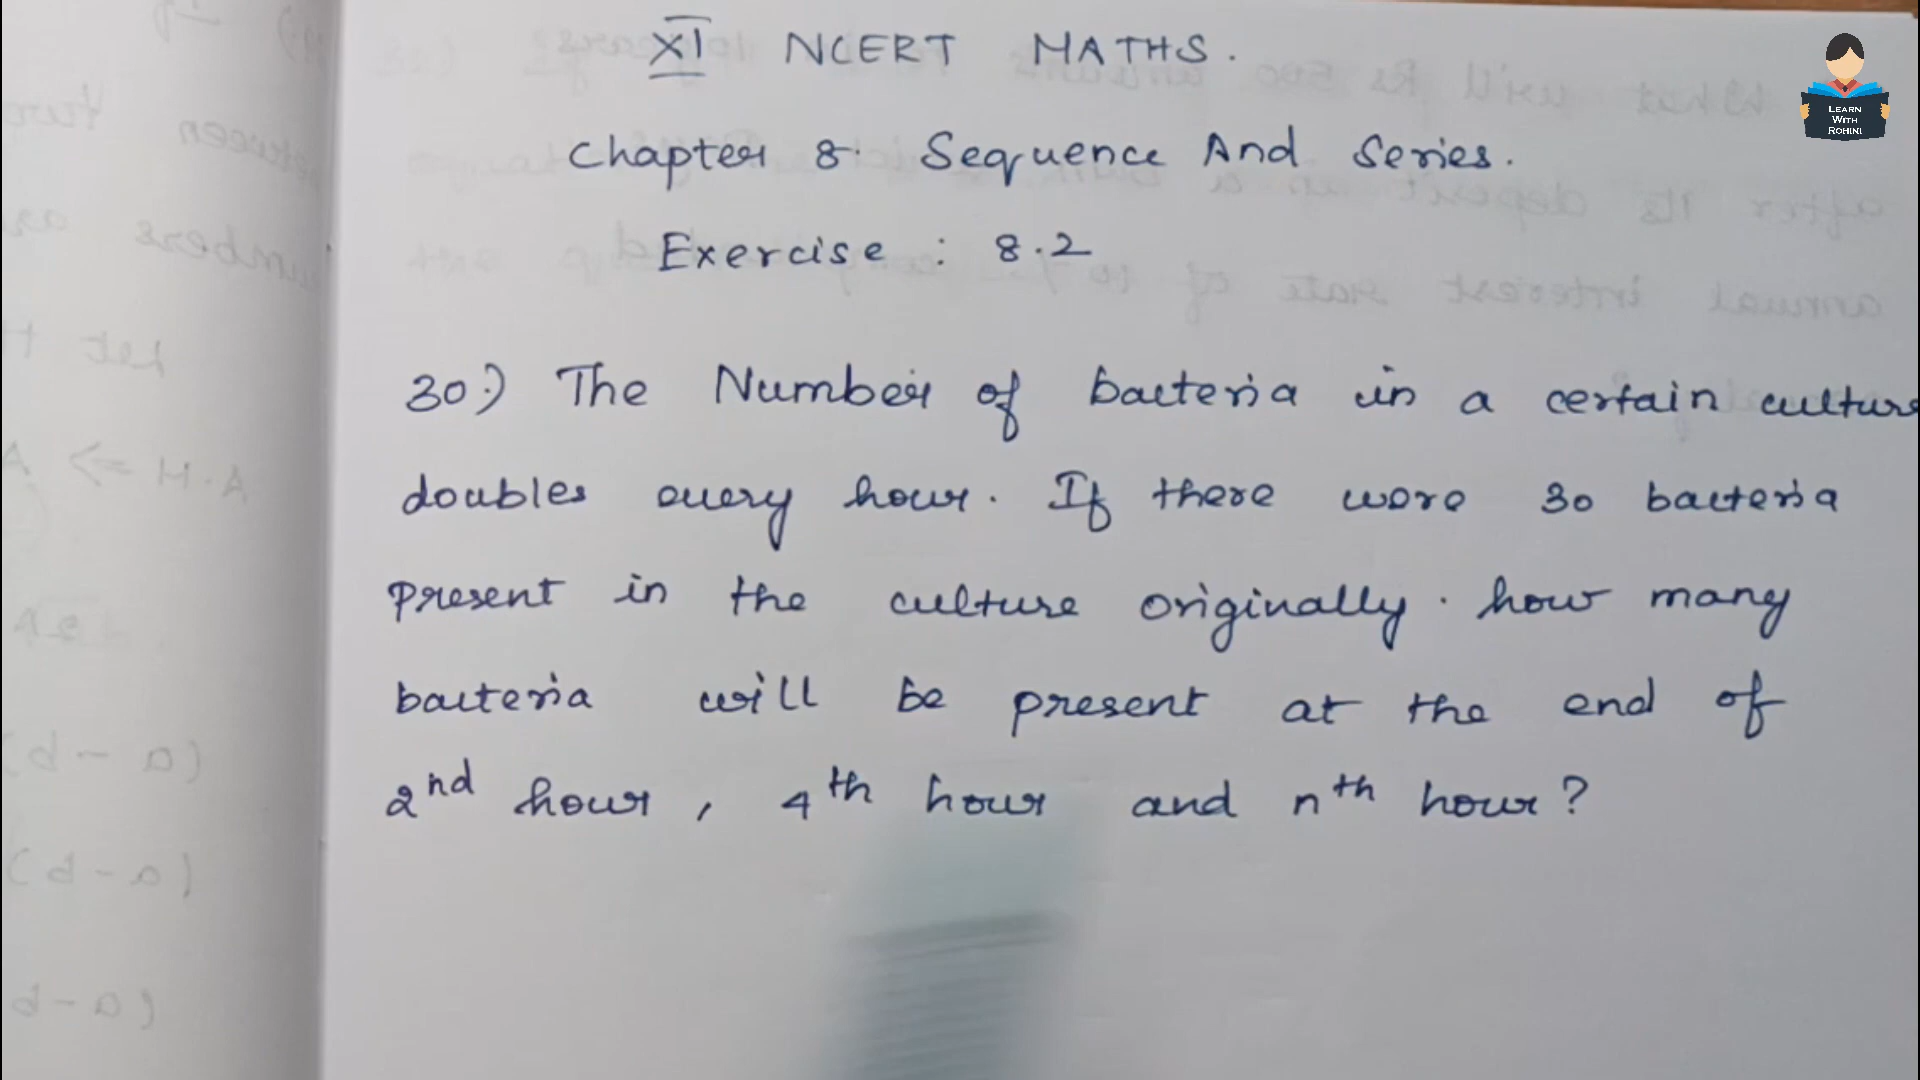 XI NCERT MATHS.
Chapter 8. Sequence And Series.
Exercise : 8.2
30.) The Number of bacteria in a certain culture
doubles every hour. If there were 30 bacteria
present in the culture originally. how many
bacteria will be present at the end of
2nd hour, 4th hour and nth hour?
LEARN
WITH
ROHINI